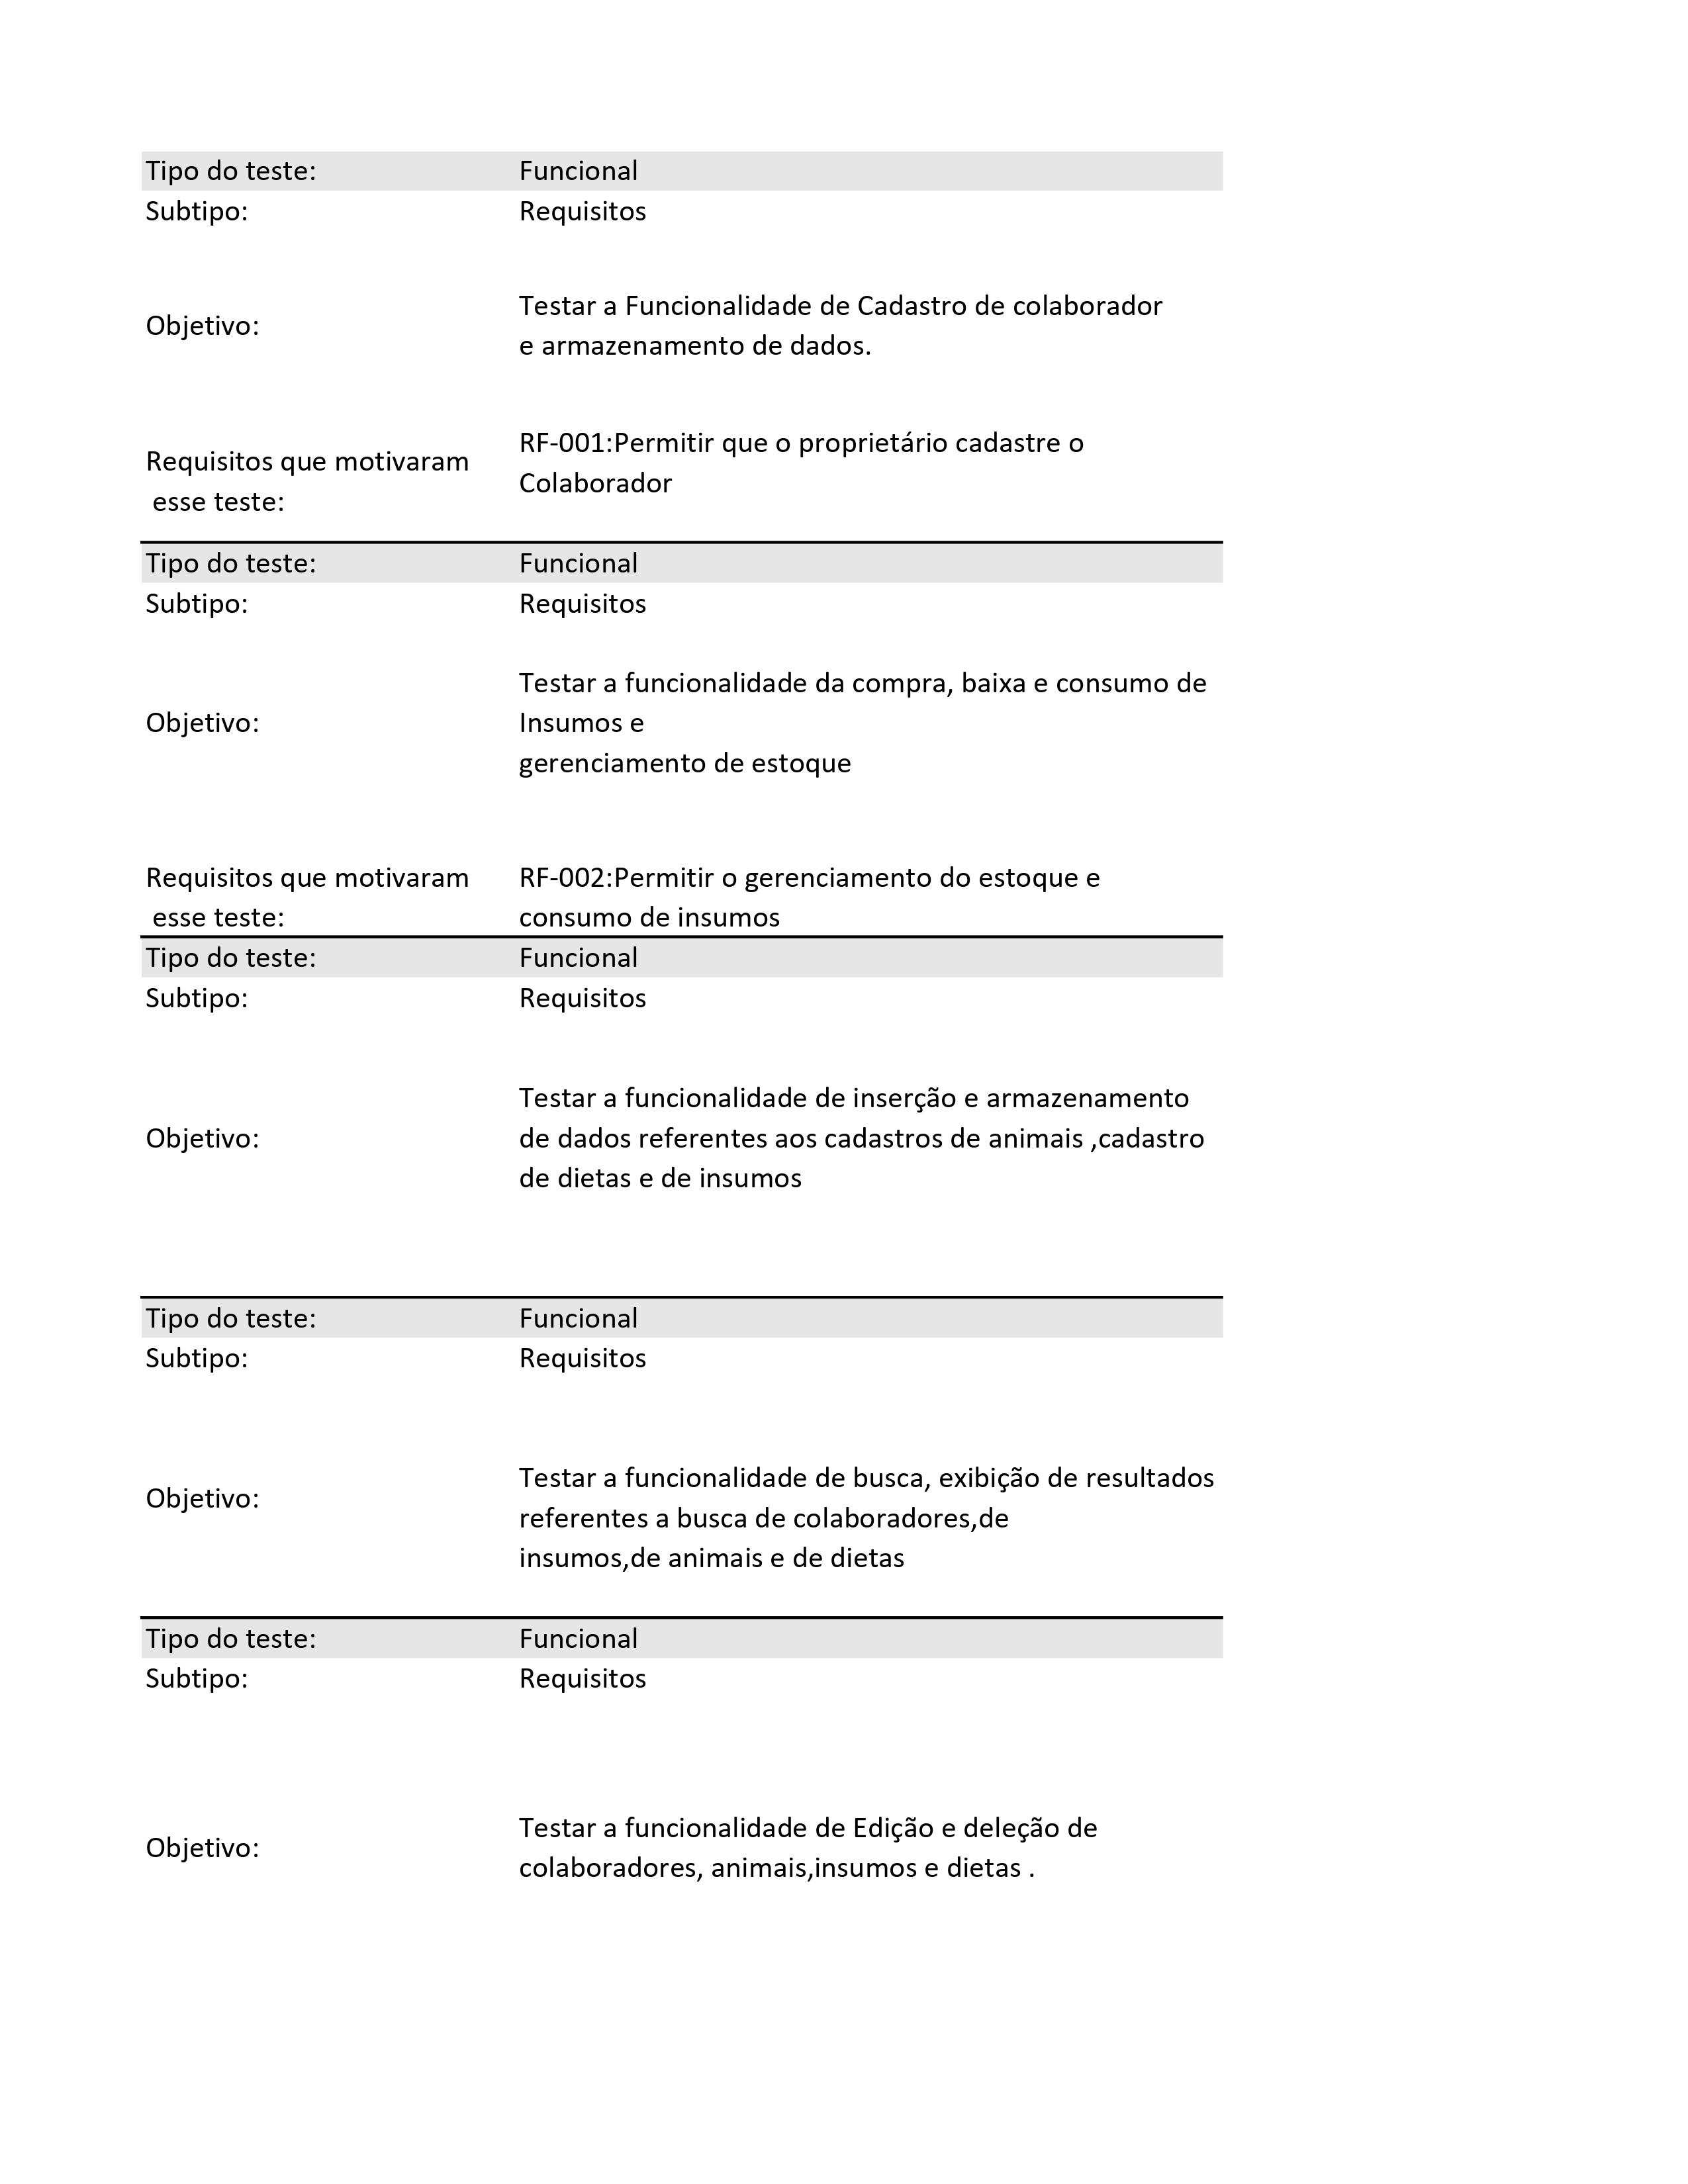 Tipo do teste: Funcional
Subtipo: Requisitos
Objetivo: Testar a Funcionalidade de Cadastro de colaborador
e armazenamento de dados.
Requisitos que motivaram
esse teste:
RF-001:Permitir que o proprietário cadastre o
Colaborador
Tipo do teste: Funcional
Subtipo: Requisitos
Objetivo:
Testar a funcionalidade da compra, baixa e consumo de
Insumos e
gerenciamento de estoque
Requisitos que motivaram
esse teste:
RF-002:Permitir o gerenciamento do estoque e
consumo de insumos
Tipo do teste: Funcional
Subtipo: Requisitos
Objetivo:
Testar a funcionalidade de inserção e armazenamento
de dados referentes aos cadastros de animais ,cadastro
de dietas e de insumos
Tipo do teste: Funcional
Subtipo: Requisitos
Objetivo:
Testar a funcionalidade de busca, exibição de resultados
referentes a busca de colaboradores,de
insumos,de animais e de dietas
Tipo do teste: Funcional
Subtipo: Requisitos
Objetivo:
Testar a funcionalidade de Edição e deleção de
colaboradores, animais,insumos e dietas .